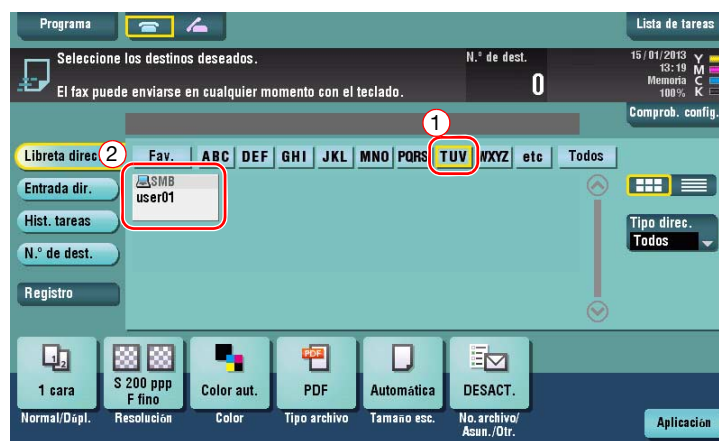 Programa
Lista de tareas
Seleccione los destinos deseados.
N.º de dest.
0
El fax puede enviarse en cualquier momento con el teclado.
15/01/2013
13:19
Memoria
100%
Y
M
C
K
Comprob. config.
1
Libreta direc
2
Fav.
ABC
DEF
GHI
JKL
MNO
PQRS
TUV
WXYZ
etc
Todos
Entrada dir.
SMB
user01
Hist. tareas
Tipo direc.
Todos
N.º de dest.
Registro
1 2
PDF
1 cara
S 200 ppp
F fino
Color aut.
PDF
Automática
DESACT.
Normal/Dúpl.
Resolución
Color
Tipo archivo
Tamaño esc.
No.archivo/
Asun./Otr.
Aplicación